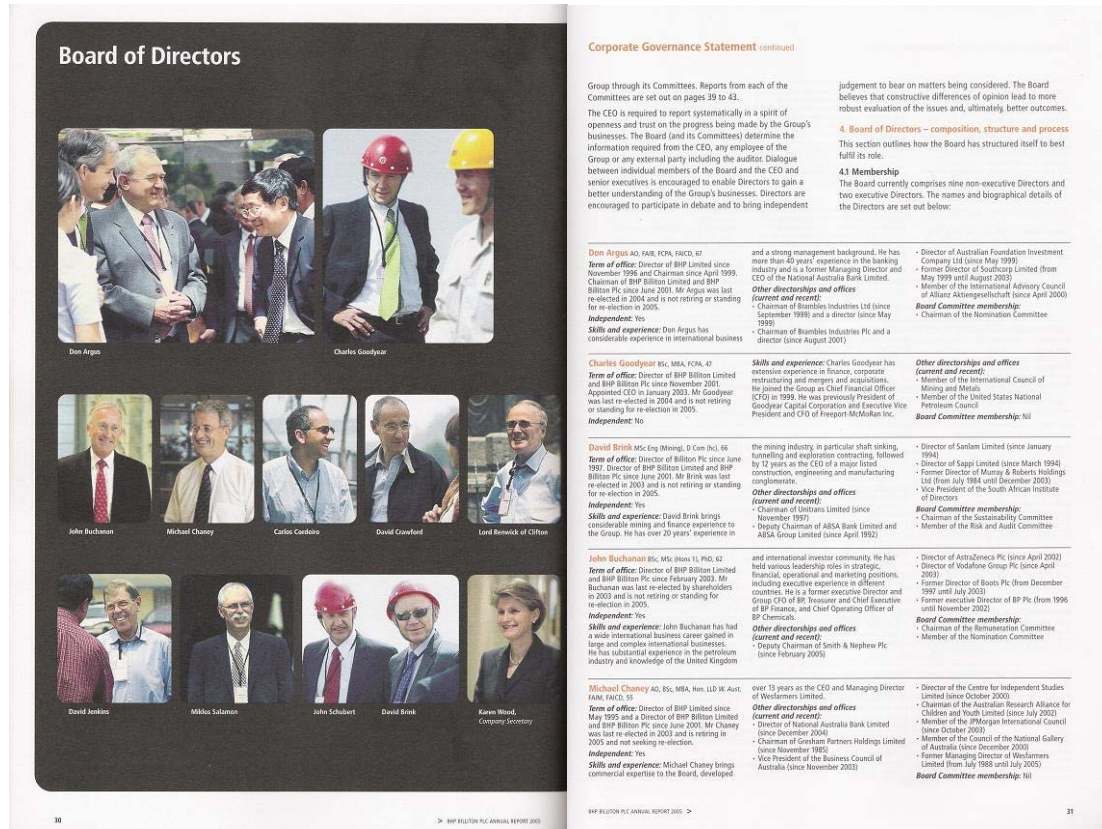 Board of Directors
Don Argus
Charles Goodyear
John Buchanan
Michael Chaney
Carlos Cordeiro
David Crawford
Lord Renwick of Clifton
David Jenkins
Miklos Salamon
John Schubert
David Brink
Karen Wood,
Company Secretary
30
> BHP BILLITON PLC ANNUAL REPORT 2005
Corporate Governance Statement continued
Group through its Committees. Reports from each of the
Committees are set out on pages 39 to 43.
The CEO is required to report systematically in a spirit of
openness and trust on the progress being made by the Group's
businesses. The Board (and its Committees) determine the
information required from the CEO, any employee of the
Group or any external party including the auditor. Dialogue
between individual members of the Board and the CEO and
senior executives is encouraged to enable Directors to gain a
better understanding of the Group's businesses. Directors are
encouraged to participate in debate and to bring independent
judgement to bear on matters being considered. The Board
believes that constructive differences of opinion lead to more
robust evaluation of the issues and, ultimately, better outcomes.
4. Board of Directors – composition, structure and process
This section outlines how the Board has structured itself to best
fulfil its role.
4.1 Membership
The Board currently comprises nine non-executive Directors and
two executive Directors. The names and biographical details of
the Directors are set out below:
Don Argus AO, FAIB, FCPA, FAICD, 67
Term of office: Director of BHP Limited since
November 1996 and Chairman since April 1999.
Chairman of BHP Billiton Limited and BHP
Billiton Plc since June 2001. Mr Argus was last
re-elected in 2004 and is not retiring or standing
for re-election in 2005.
Independent: Yes
Skills and experience: Don Argus has
considerable experience in international business
and a strong management background. He has
more than 40 years' experience in the banking
industry and is a former Managing Director and
CEO of the National Australia Bank Limited.
Other directorships and offices
(current and recent):
• Chairman of Brambles Industries Ltd (since
September 1999) and a director (since May
1999)
• Chairman of Brambles Industries Plc and a
director (since August 2001)
• Director of Australian Foundation Investment
Company Ltd (since May 1999)
• Former Director of Southcorp Limited (from
May 1999 until August 2003)
• Member of the International Advisory Council
of Allianz Aktiengesellschaft (since April 2000)
Board Committee membership:
• Chairman of the Nomination Committee
Charles Goodyear BSc, MBA, FCPA, 47
Term of office: Director of BHP Billiton Limited
and BHP Billiton Plc since November 2001.
Appointed CEO in January 2003. Mr Goodyear
was last re-elected in 2004 and is not retiring
or standing for re-election in 2005.
Independent: No
Skills and experience: Charles Goodyear has
extensive experience in finance, corporate
restructuring and mergers and acquisitions.
He joined the Group as Chief Financial Officer
(CFO) in 1999. He was previously President of
Goodyear Capital Corporation and Executive Vice
President and CFO of Freeport-McMoRan Inc.
Other directorships and offices
(current and recent):
• Member of the International Council of
Mining and Metals
• Member of the United States National
Petroleum Council
Board Committee membership: Nil
David Brink MSc Eng (Mining), D Com (hc), 66
Term of office: Director of Billiton Plc since June
1997. Director of BHP Billiton Limited and BHP
Billiton Plc since June 2001. Mr Brink was last
re-elected in 2003 and is not retiring or standing
for re-election in 2005.
Independent: Yes
Skills and experience: David Brink brings
considerable mining and finance experience to
the Group. He has over 20 years' experience in
the mining industry, in particular shaft sinking,
tunnelling and exploration contracting, followed
by 12 years as the CEO of a major listed
construction, engineering and manufacturing
conglomerate.
Other directorships and offices
(current and recent):
• Chairman of Unitrans Limited (since
November 1997)
• Deputy Chairman of ABSA Bank Limited and
ABSA Group Limited (since April 1992)
• Director of Sanlam Limited (since January
1994)
• Director of Sappi Limited (since March 1994)
• Former Director of Murray & Roberts Holdings
Ltd (from July 1984 until December 2003)
• Vice President of the South African Institute
of Directors
Board Committee membership:
• Chairman of the Sustainability Committee
• Member of the Risk and Audit Committee
John Buchanan BSc, MSc (Hons 1), PhD, 62
Term of office: Director of BHP Billiton Limited
and BHP Billiton Plc since February 2003. Mr
Buchanan was last re-elected by shareholders
in 2003 and is not retiring or standing for
re-election in 2005.
Independent: Yes
Skills and experience: John Buchanan has had
a wide international business career gained in
large and complex international businesses.
He has substantial experience in the petroleum
industry and knowledge of the United Kingdom
and international investor community. He has
held various leadership roles in strategic,
financial, operational and marketing positions,
including executive experience in different
countries. He is a former executive Director and
Group CFO of BP, Treasurer and Chief Executive
of BP Finance, and Chief Operating Officer of
BP Chemicals.
Other directorships and offices
(current and recent):
• Deputy Chairman of Smith & Nephew Plc
(since February 2005)
• Director of AstraZeneca Plc (since April 2002)
• Director of Vodafone Group Plc (since April
2003)
• Former Director of Boots Plc (from December
1997 until July 2003)
• Former executive Director of BP Plc (from 1996
until November 2002)
Board Committee membership:
• Chairman of the Remuneration Committee
• Member of the Nomination Committee
Michael Chaney AO, BSc, MBA, Hon. LLD W. Aust,
FAIM, FAICD, 55
Term of office: Director of BHP Limited since
May 1995 and a Director of BHP Billiton Limited
and BHP Billiton Plc since June 2001. Mr Chaney
was last re-elected in 2003 and is retiring in
2005 and not seeking re-election.
Independent: Yes
Skills and experience: Michael Chaney brings
commercial expertise to the Board, developed
over 13 years as the CEO and Managing Director
of Wesfarmers Limited.
Other directorships and offices
(current and recent):
• Director of National Australia Bank Limited
(since December 2004)
• Chairman of Gresham Partners Holdings Limited
(since November 1985)
• Vice President of the Business Council of
Australia (since November 2003)
• Director of the Centre for Independent Studies
Limited (since October 2000)
• Chairman of the Australian Research Alliance for
Children and Youth Limited (since July 2002)
• Member of the JPMorgan International Council
(since October 2003)
• Member of the Council of the National Gallery
of Australia (since December 2000)
• Former Managing Director of Wesfarmers
Limited (from July 1988 until July 2005)
Board Committee membership: Nil
BHP BILLITON PLC ANNUAL REPORT 2005 >
31